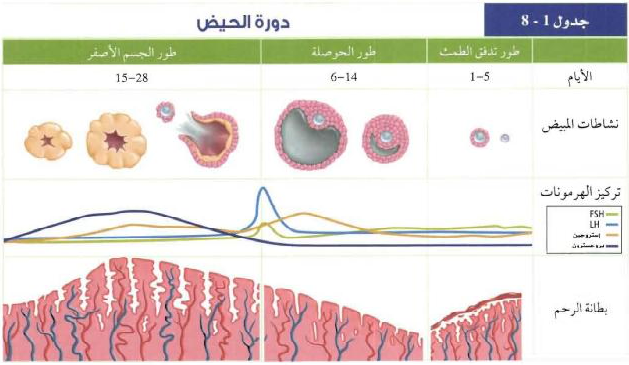 جدول 1 - 8
دورة الحيض
طور تدفق الطمث
طور الحوصلة
طور الجسم الأصفر
الأيام
1-5
6-14
15-28
نشاطات المبيض
تركيز الهرمونات
FSH
LH
إستروجين
بروجسترون
بطانة الرحم